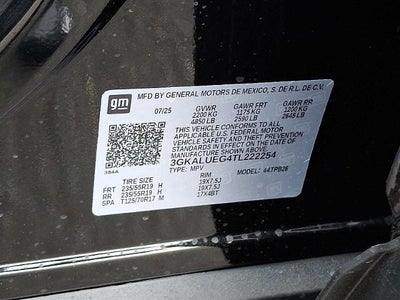 gm
MFD BY GENERAL MOTORS DE MEXICO, S. DE R.L. DE C.V.
07/25 GVWR GAWR FRT GAWR RR
2200 KG 1175 KG 1200 KG
4850 LB 2590 LB 2645 LB
THIS VEHICLE CONFORMS TO ALL
APPLICABLE U.S. FEDERAL MOTOR
VEHICLE SAFETY AND THEFT PREVENTION
STANDARDS IN EFFECT ON THE DATE OF
MANUFACTURE SHOWN ABOVE.
3GKALUEG4TL222254
TYPE: MPV 44TPB26
TIRE SIZE RIM
FRT 235/55R19 H 19X7.5J
RR 235/55R19 H 19X7.5J
SPA T125/70R17 M 17X4BT